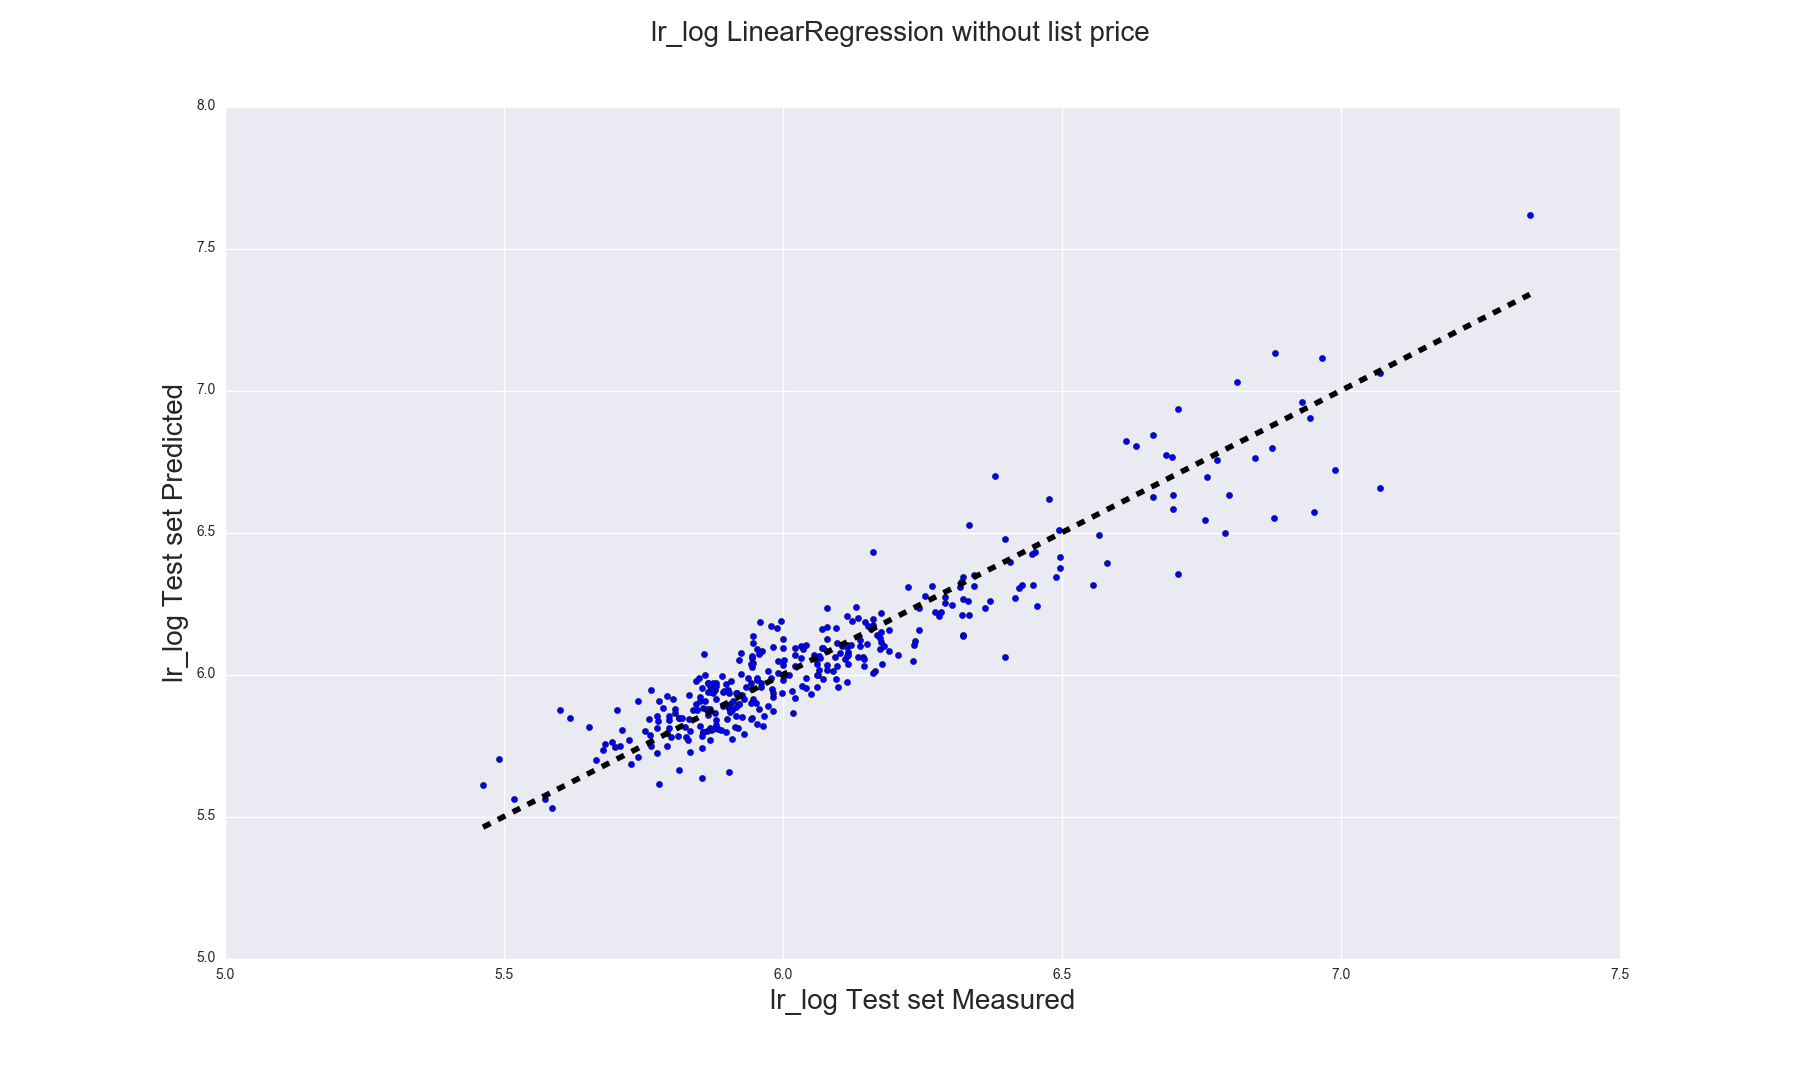 lr_log LinearRegression without list price
8.0
7.5
7.0
6.5
6.0
5.5
5.0
lr_log Test set Predicted
5.0 5.5 6.0 6.5 7.0 7.5
lr_log Test set Measured